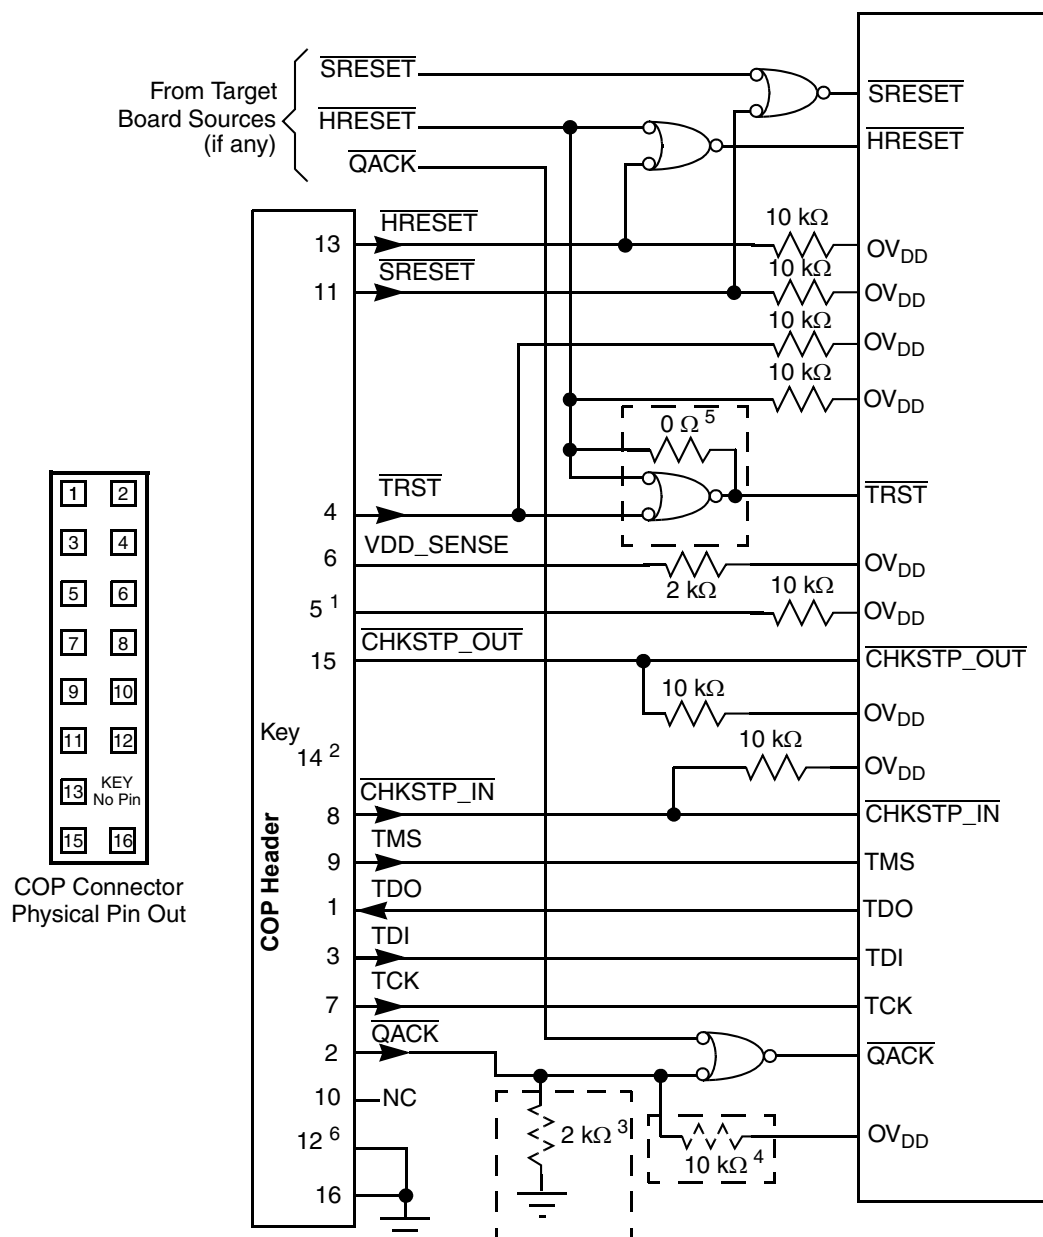 From Target
Board Sources
(if any)
SRESET
HRESET
QACK
SRESET
HRESET
13 HRESET 10 kΩ OVDD
11 SRESET 10 kΩ OVDD
10 kΩ OVDD
10 kΩ OVDD
0 Ω 5
4 TRST TRST
6 VDD_SENSE 2 kΩ OVDD
5 1 10 kΩ OVDD
15 CHKSTP_OUT CHKSTP_OUT
10 kΩ OVDD
Key
14 2
10 kΩ OVDD
8 CHKSTP_IN CHKSTP_IN
9 TMS TMS
1 TDO TDO
3 TDI TDI
7 TCK TCK
2 QACK QACK
10 NC
2 kΩ 3
10 kΩ 4 OVDD
12 6
16
COP Header
1 2
3 4
5 6
7 8
9 10
11 12
13 KEY
No Pin
15 16
COP Connector
Physical Pin Out